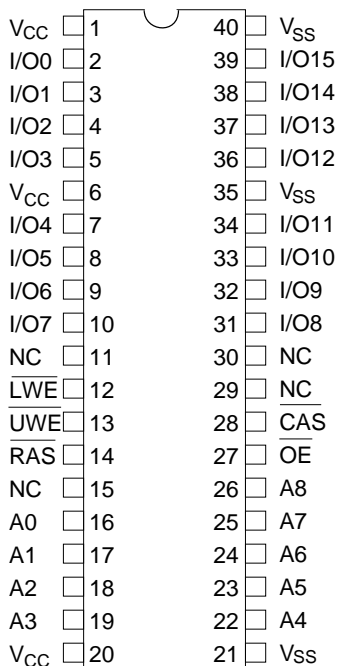 VCC 1 40 VSS
I/O0 2 39 I/O15
I/O1 3 38 I/O14
I/O2 4 37 I/O13
I/O3 5 36 I/O12
VCC 6 35 VSS
I/O4 7 34 I/O11
I/O5 8 33 I/O10
I/O6 9 32 I/O9
I/O7 10 31 I/O8
NC 11 30 NC
LWE 12 29 NC
UWE 13 28 CAS
RAS 14 27 OE
NC 15 26 A8
A0 16 25 A7
A1 17 24 A6
A2 18 23 A5
A3 19 22 A4
VCC 20 21 VSS